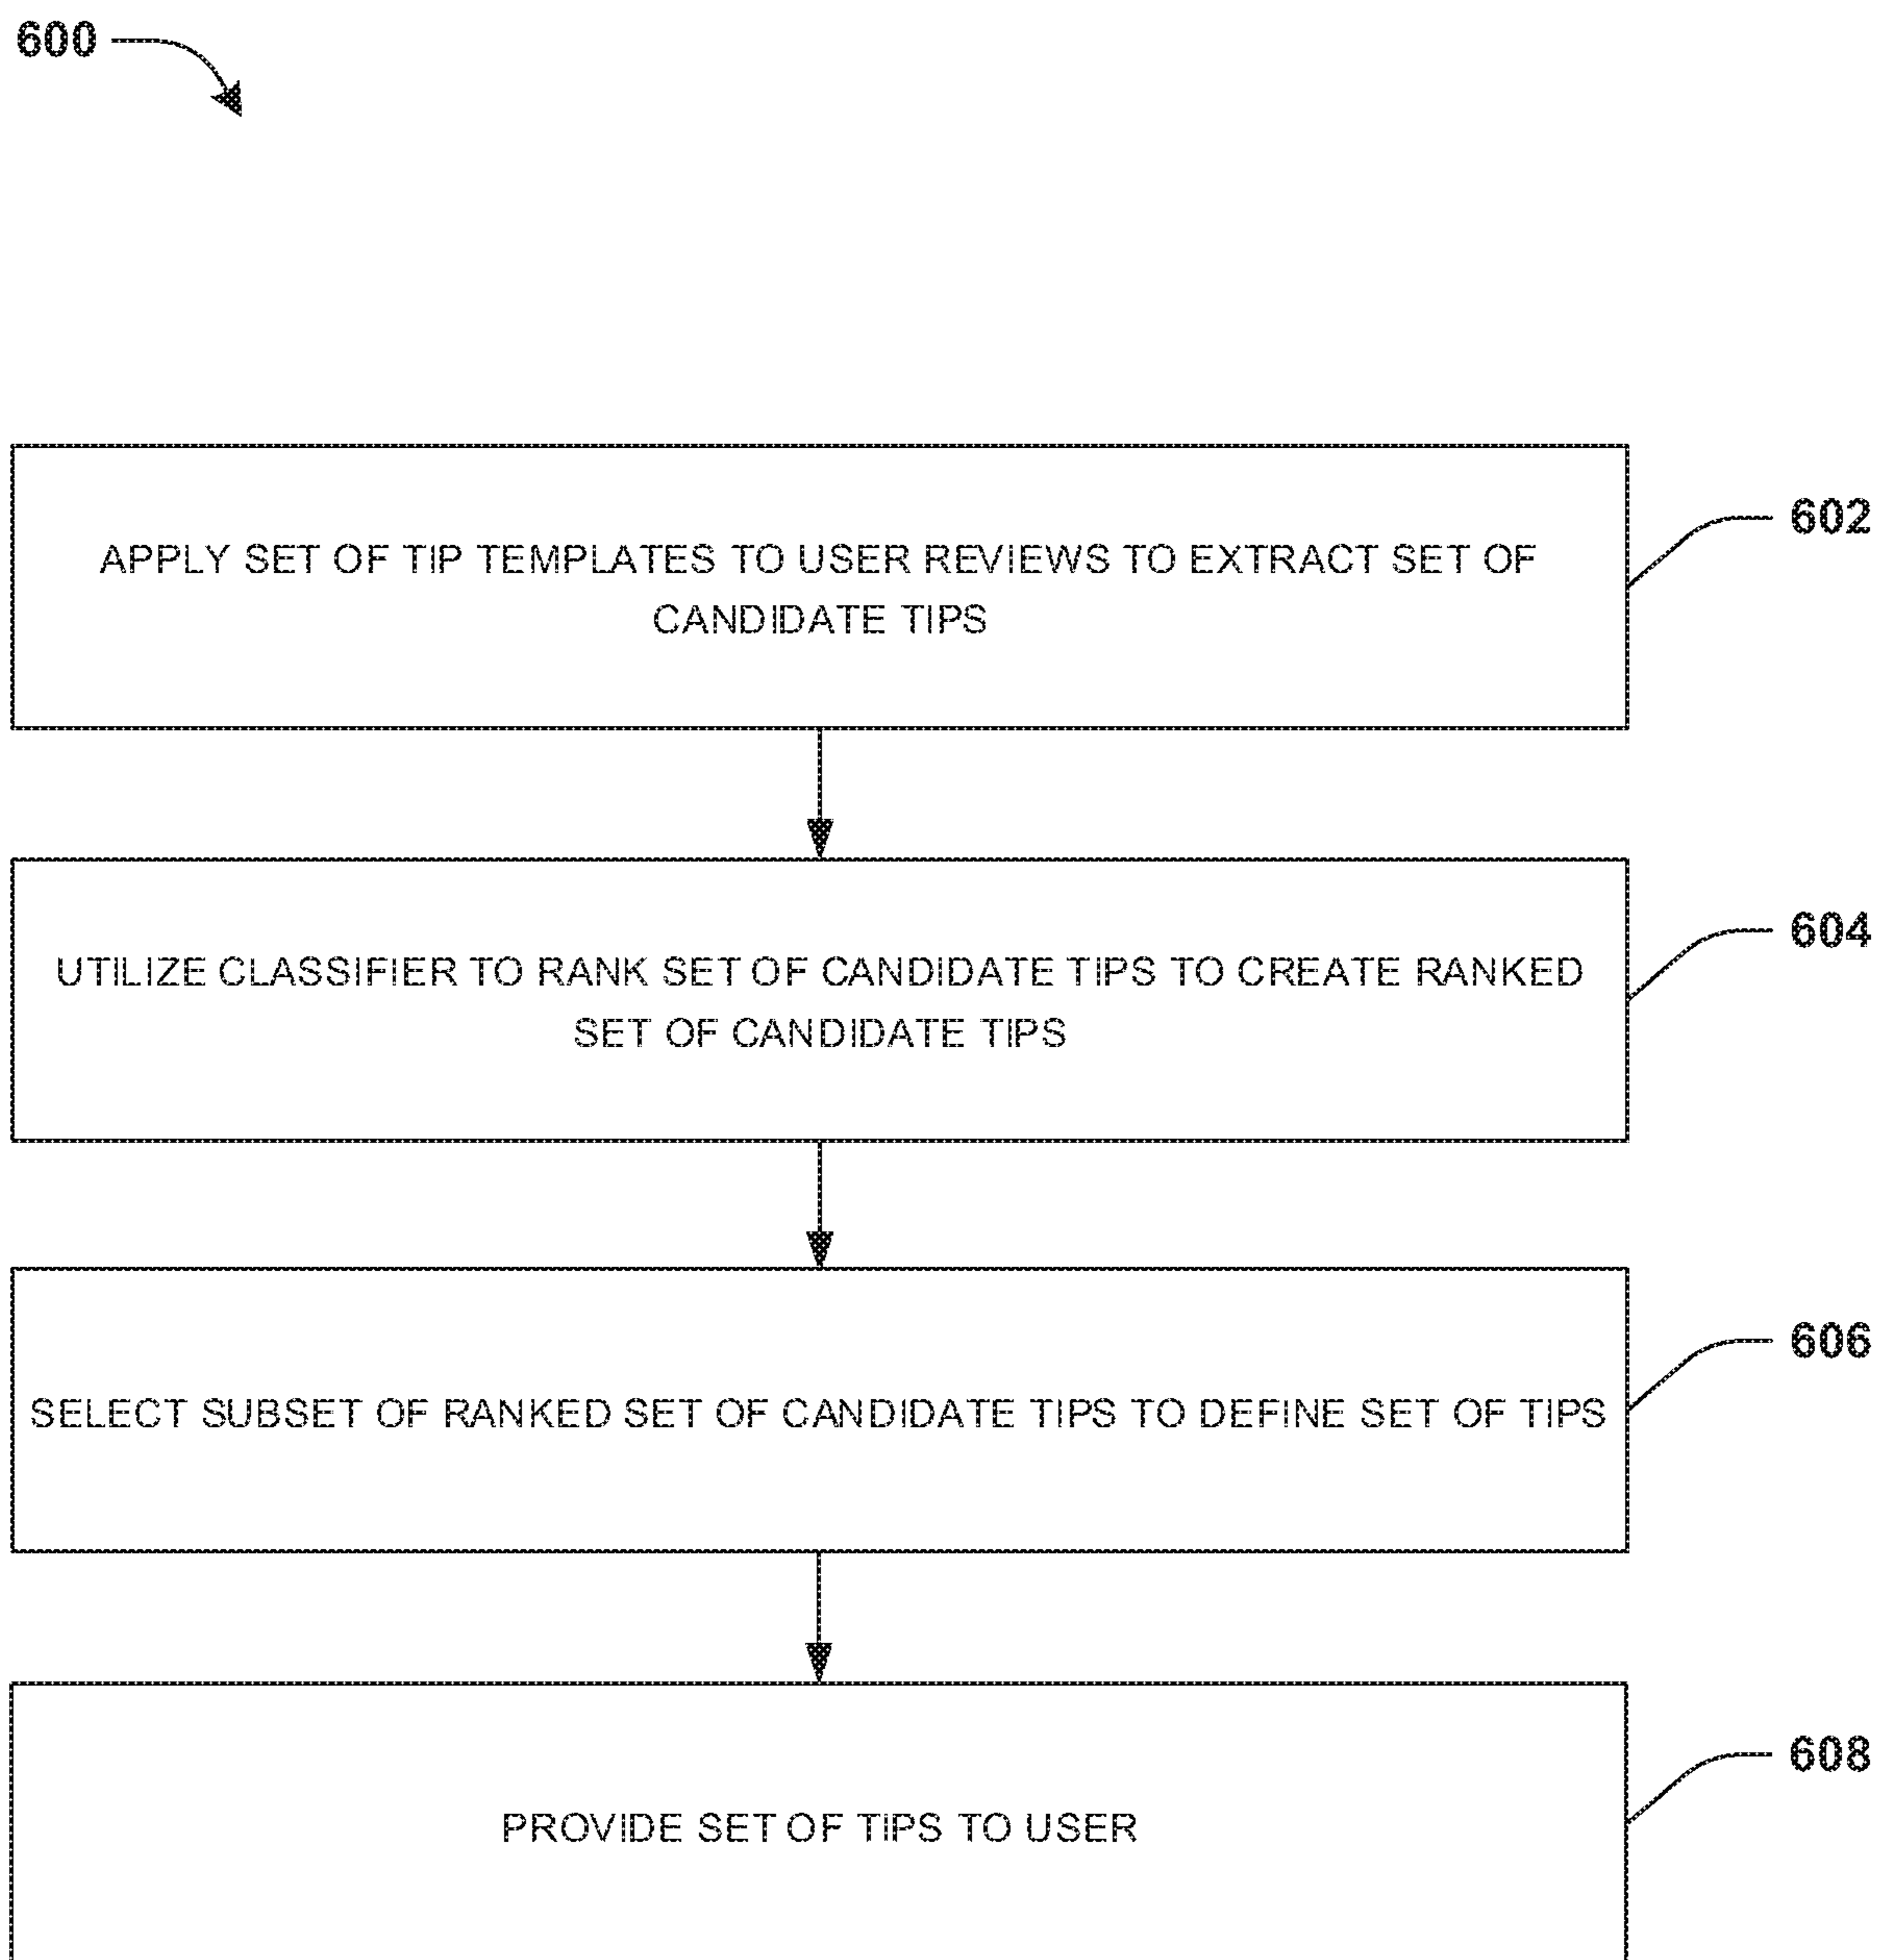 600
602
APPLY SET OF TIP TEMPLATES TO USER REVIEWS TO EXTRACT SET OF
CANDIDATE TIPS
604
UTILIZE CLASSIFIER TO RANK SET OF CANDIDATE TIPS TO CREATE RANKED
SET OF CANDIDATE TIPS
606
SELECT SUBSET OF RANKED SET OF CANDIDATE TIPS TO DEFINE SET OF TIPS
608
PROVIDE SET OF TIPS TO USER